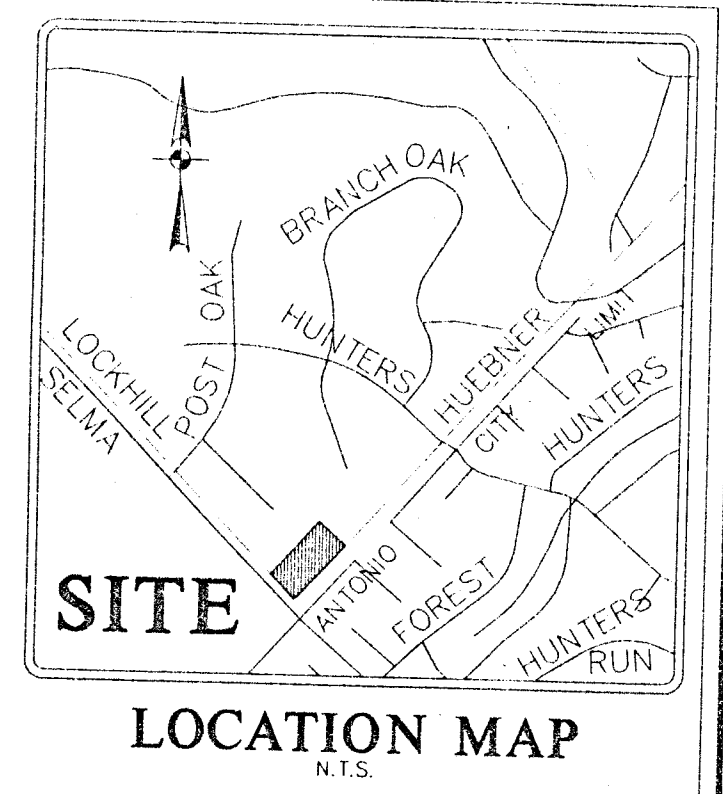 BRANCH OAK
POST OAK
HUNTERS
HUEBNER
LIMIT
LOCKHILL
SELMA
CITY
HUNTERS
SITE
ANTONIO
FOREST
HUNTERS
RUN
LOCATION MAP
N.T.S.